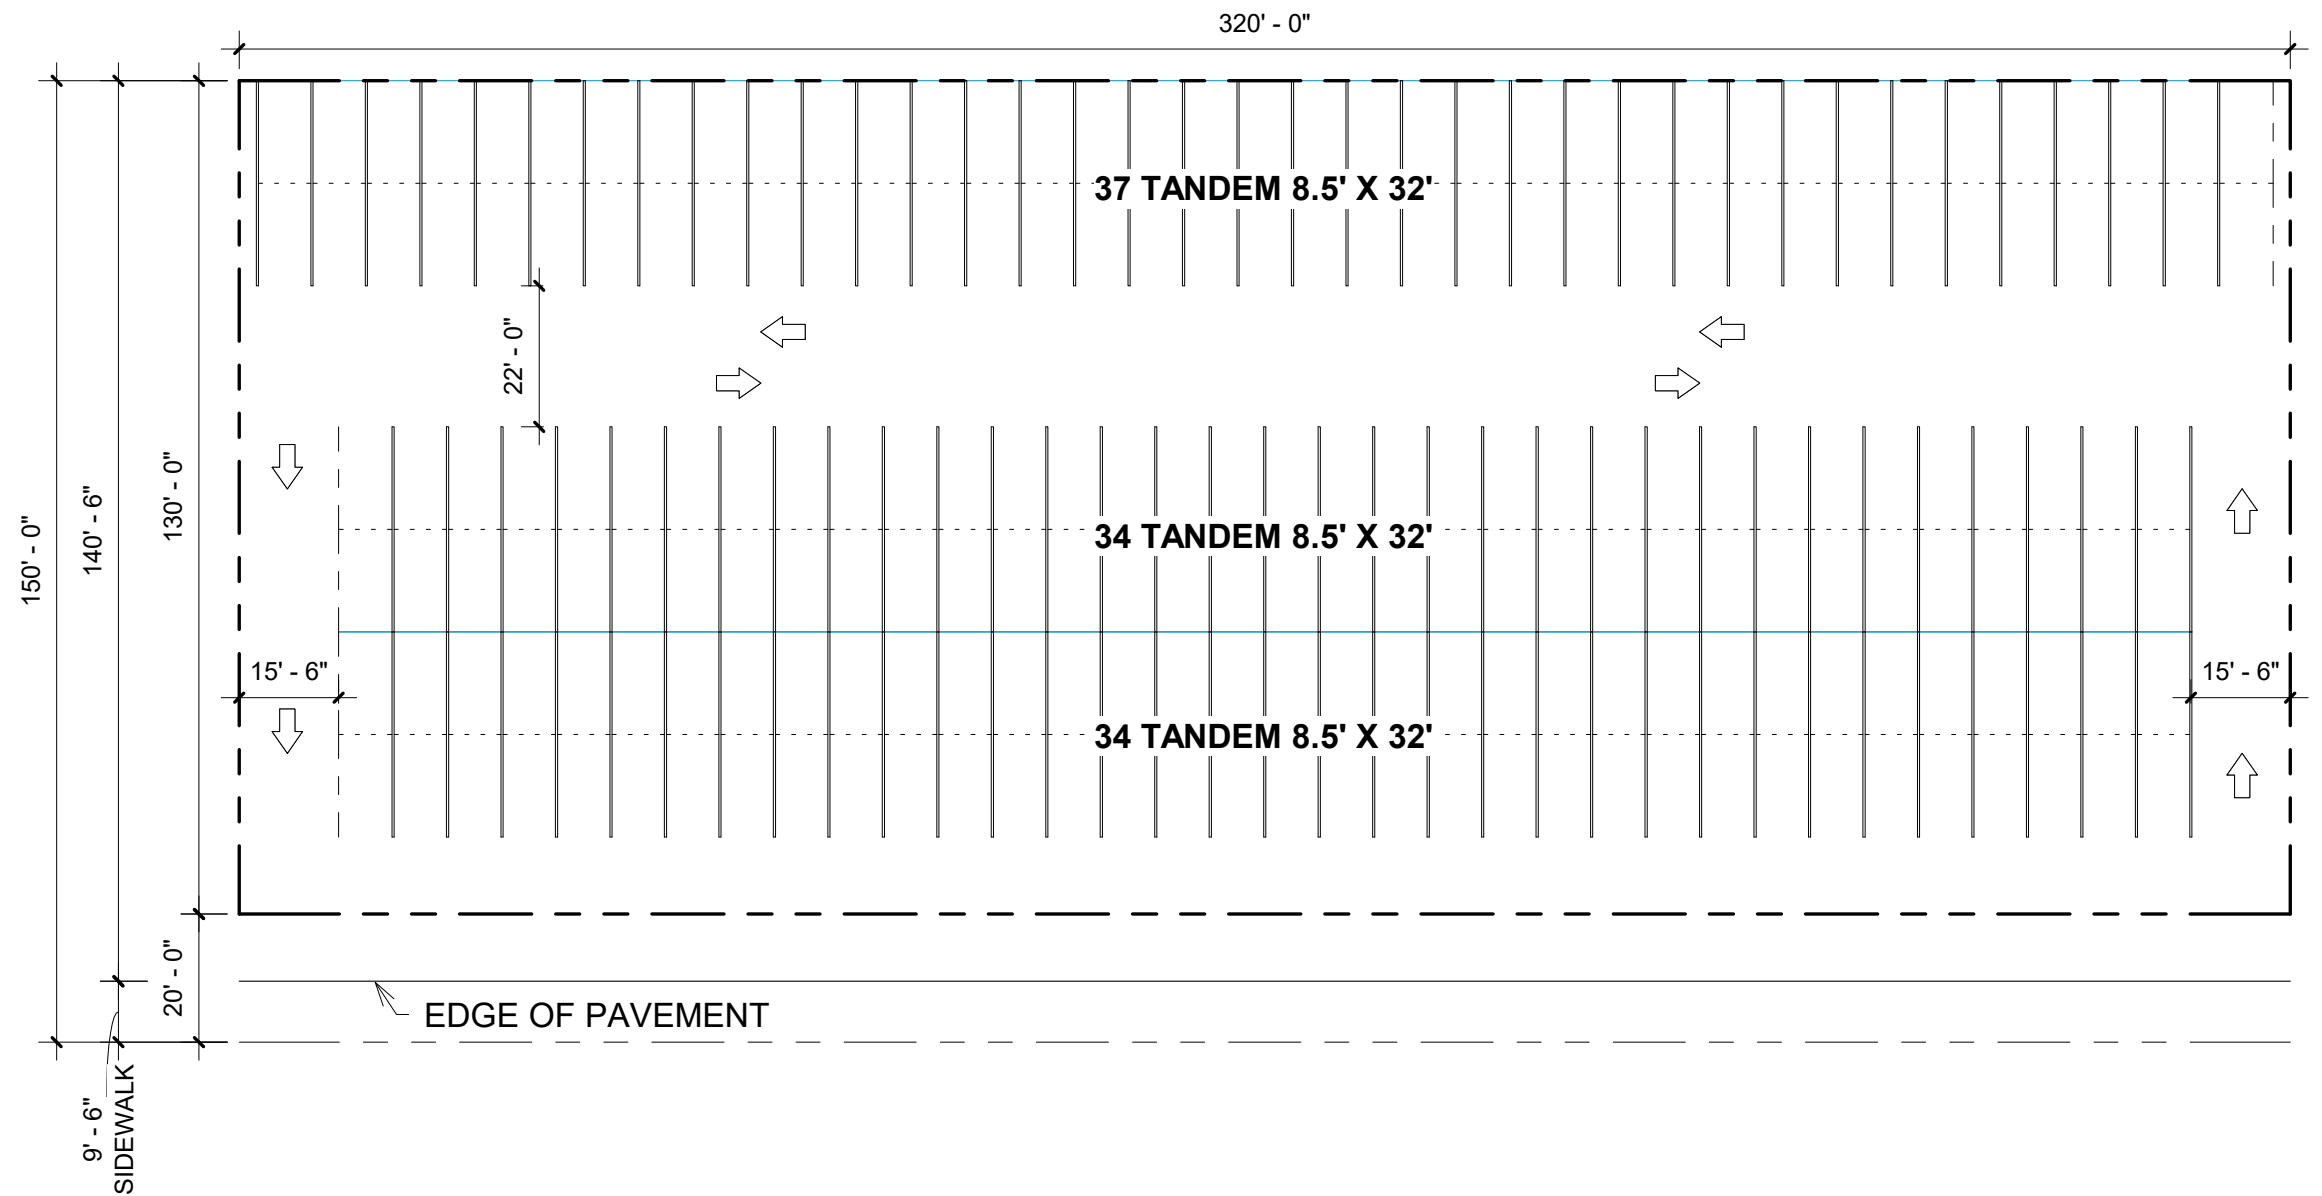 320' - 0"
37 TANDEM 8.5' X 32'
22' - 0"
150' - 0"
140' - 6"
130' - 0"
34 TANDEM 8.5' X 32'
15' - 6"
15' - 6"
34 TANDEM 8.5' X 32'
20' - 0"
EDGE OF PAVEMENT
9' - 6"
SIDEWALK